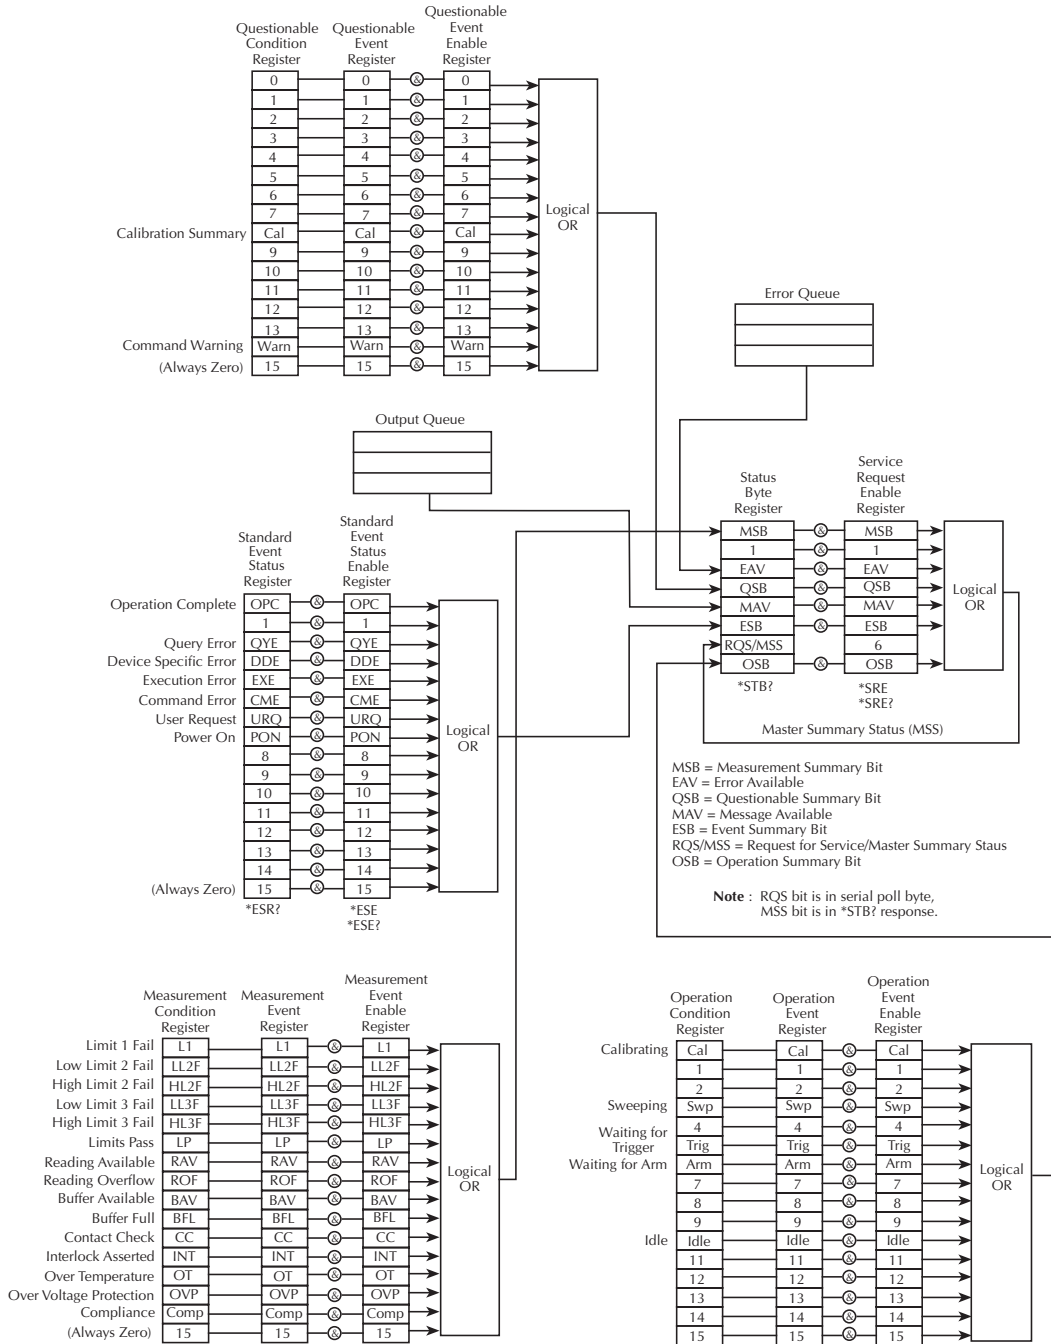 Questionable Condition Register
Questionable Event Register
Questionable Event Enable Register
0 & 0 & 0
1 1 & 1
2 2 & 2
3 3 & 3
4 4 & 4
5 5 & 5
6 6 & 6
7 7 & 7
Calibration Summary Cal Cal & Cal
9 9 & 9
10 10 & 10
11 11 & 11
12 12 & 12
13 13 & 13
Command Warning Warn Warn & Warn
(Always Zero) 15 15 & 15
Logical
OR
Error Queue
Output Queue
Standard
Event
Status
Register
Standard
Event
Status
Enable
Register
Operation Complete OPC & OPC
1 & 1
Query Error QYE & QYE
Device Specific Error DDE & DDE
Execution Error EXE & EXE
Command Error CME & CME
User Request URQ & URQ
Power On PON & PON
8 & 8
9 & 9
10 & 10
11 & 11
12 & 12
13 & 13
14 & 14
(Always Zero) 15 & 15
*ESR?
*ESE
*ESE?
Logical
OR
Status
Byte
Register
Service
Request
Enable
Register
MSB & MSB
1 & 1
EAV & EAV
QSB & QSB
MAV & MAV
ESB & ESB
RQS/MSS 6
OSB & OSB
*STB?
*SRE
*SRE?
Logical
OR
Master Summary Status (MSS)
MSB = Measurement Summary Bit
EAV = Error Available
QSB = Questionable Summary Bit
MAV = Message Available
ESB = Event Summary Bit
RQS/MSS = Request for Service/Master Summary Staus
OSB = Operation Summary Bit
Note : RQS bit is in serial poll byte,
MSS bit is in *STB? response.
Measurement
Condition
Register
Measurement
Event
Register
Measurement
Event
Enable
Register
Limit 1 Fail L1 L1 & L1
Low Limit 2 Fail LL2F LL2F & LL2F
High Limit 2 Fail HL2F HL2F & HL2F
Low Limit 3 Fail LL3F LL3F & LL3F
High Limit 3 Fail HL3F HL3F & HL3F
Limits Pass LP LP & LP
Reading Available RAV RAV & RAV
Reading Overflow ROF ROF & ROF
Buffer Available BAV BAV & BAV
Buffer Full BFL BFL & BFL
Contact Check CC CC & CC
Interlock Asserted INT INT & INT
Over Temperature OT OT & OT
Over Voltage Protection OVP OVP & OVP
Compliance Comp Comp & Comp
(Always Zero) 15 15 & 15
Logical
OR
Operation
Condition
Register
Operation
Event
Register
Operation
Event
Enable
Register
Calibrating Cal Cal & Cal
1 1 & 1
2 2 & 2
Sweeping Swp Swp & Swp
4 4 & 4
Waiting for
Trigger Trig Trig & Trig
Waiting for Arm Arm Arm & Arm
7 7 & 7
8 8 & 8
9 9 & 9
Idle Idle Idle & Idle
11 11 & 11
12 12 & 12
13 13 & 13
14 14 & 14
15 15 & 15
Logical
OR